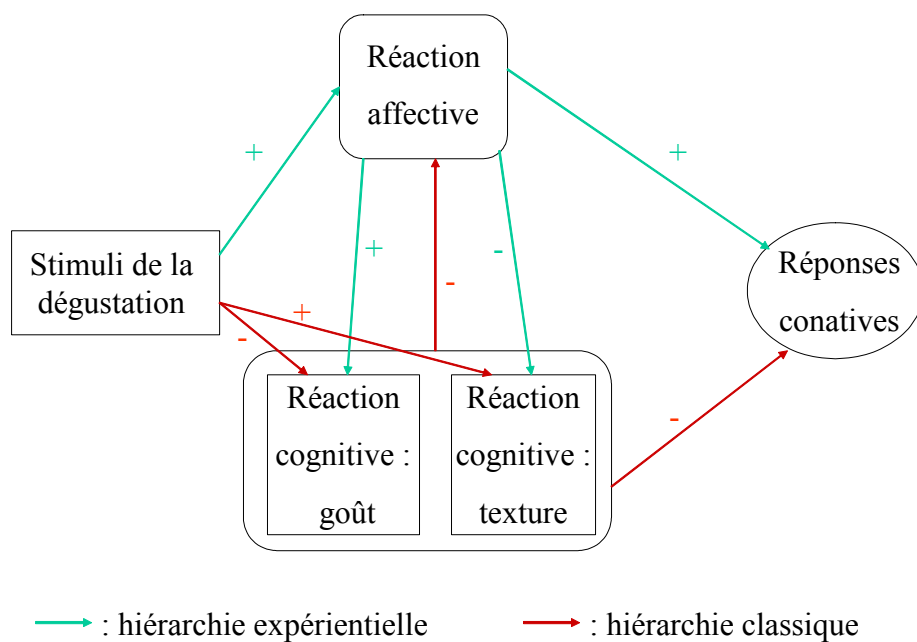 Réaction
affective
+
+
Stimuli de la
dégustation
+
-
-
+
-
Réponses
conatives
-
Réaction
cognitive :
goût
Réaction
cognitive :
texture
-
: hiérarchie expérientielle
: hiérarchie classique